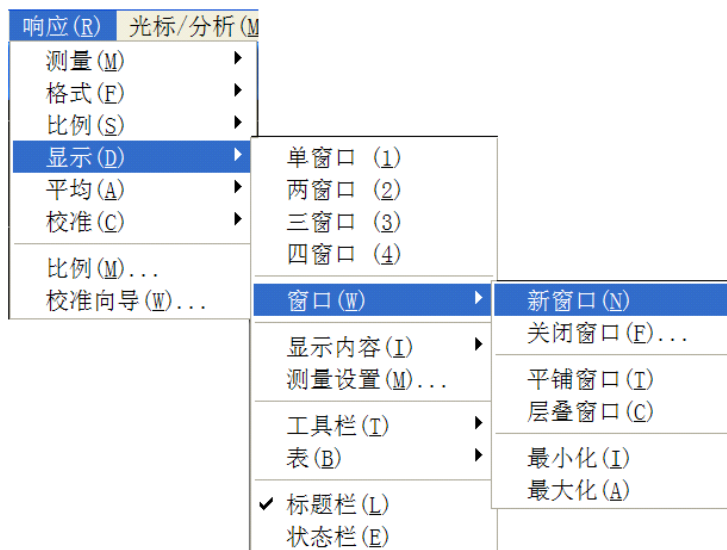 响应(R) 光标/分析(M
测量(M)
格式(F)
比例(S)
显示(D)
平均(A)
校准(C)
比例(M)...
校准向导(W)...
单窗口 (1)
两窗口 (2)
三窗口 (3)
四窗口 (4)
窗口(W)
显示内容(I)
测量设置(M)...
工具栏(T)
表(B)
标题栏(L)
状态栏(E)
新窗口(N)
关闭窗口(F)...
平铺窗口(T)
层叠窗口(C)
最小化(I)
最大化(A)